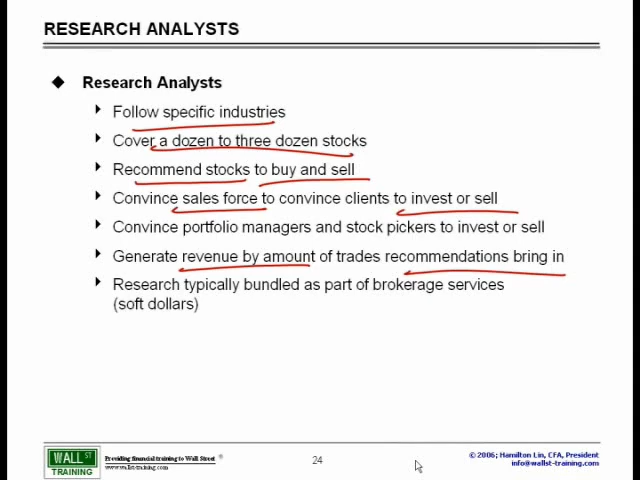 RESEARCH ANALYSTS
Research Analysts
Follow specific industries
Cover a dozen to three dozen stocks
Recommend stocks to buy and sell
Convince sales force to convince clients to invest or sell
Convince portfolio managers and stock pickers to invest or sell
Generate revenue by amount of trades recommendations bring in
Research typically bundled as part of brokerage services
(soft dollars)
WALL ST
TRAINING
Providing financial training to Wall Street ®
www.wallst-training.com
24
© 2006; Hamilton Lin, CFA, President
info@wallst-training.com